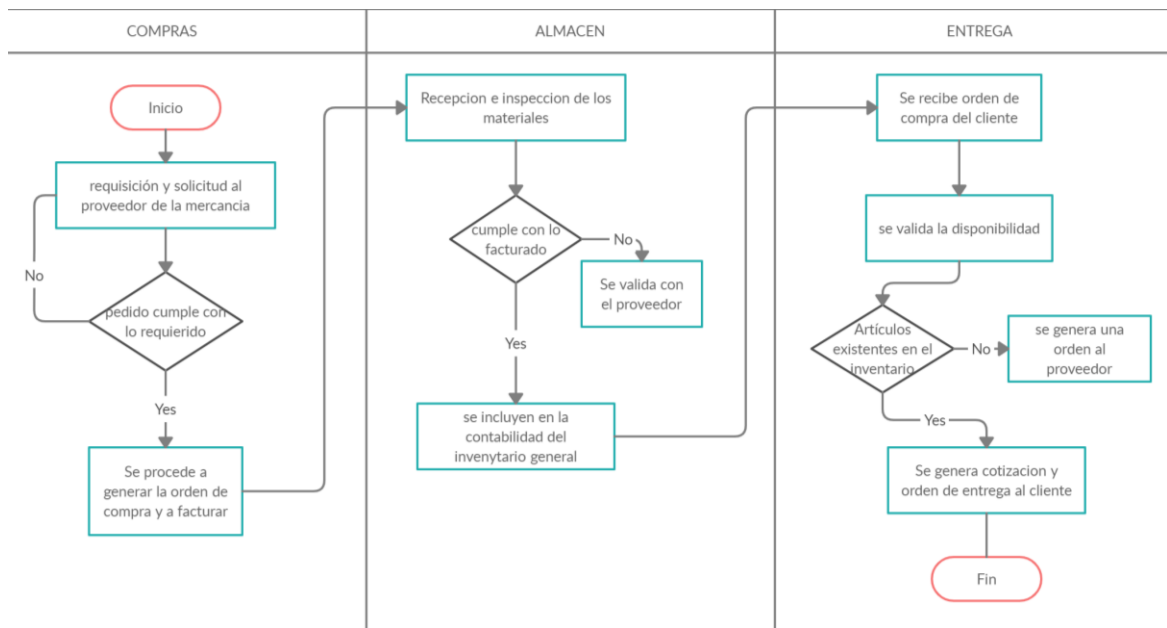 COMPRAS
Inicio
requisición y solicitud al
proveedor de la mercancia
No
pedido cumple con
lo requierido
Yes
Se procede a
generar la orden de
compra y a facturar
ALMACEN
Recepcion e inspeccion de los
materiales
cumple con lo
facturado
No
Se valida con
el proveedor
Yes
se incluyen en la
contabilidad del
invenytario general
ENTREGA
Se recibe orden de
compra del cliente
se valida la disponibilidad
Artículos
existentes en el
inventario
No
se genera una
orden al
proveedor
Yes
Se genera cotizacion y
orden de entrega al cliente
Fin